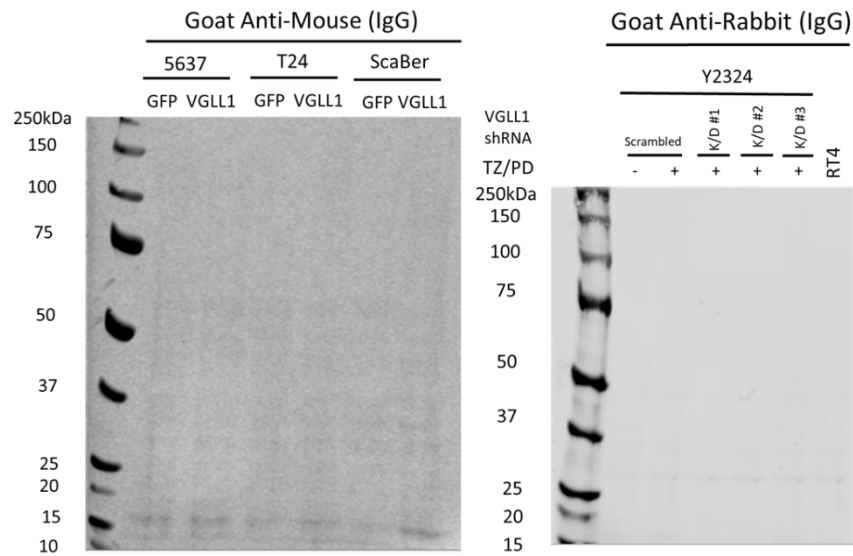 Goat Anti-Mouse (IgG)
5637 T24 ScaBer
GFP VGLL1 GFP VGLL1 GFP VGLL1
250kDa
150
100
75
50
37
25
20
15
10
Goat Anti-Rabbit (IgG)
Y2324
VGLL1
shRNA
Scrambled K/D #1 K/D #2 K/D #3 RT4
TZ/PD - + + + +
250kDa
150
100
75
50
37
25
20
15